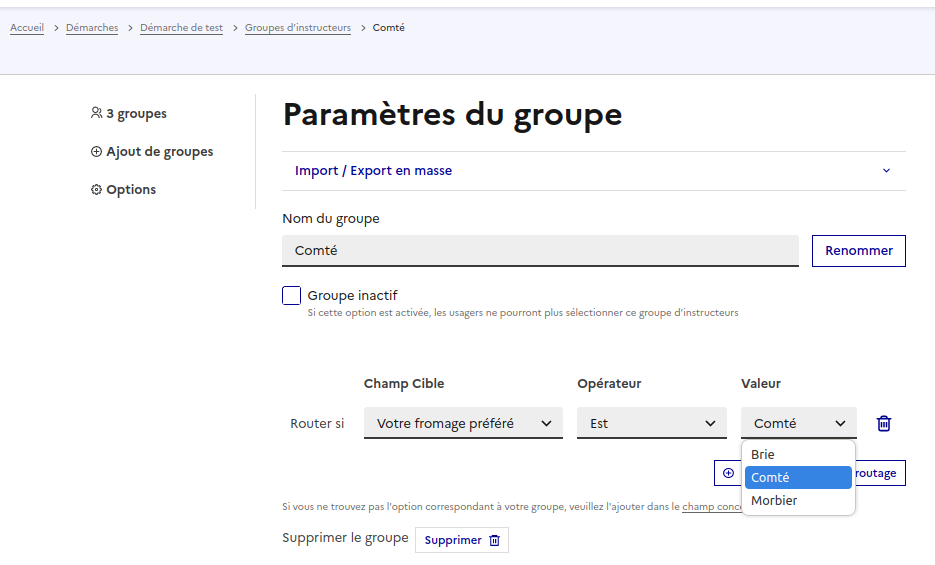 Accueil > Démarches > Démarche de test > Groupes d'instructeurs > Comté
3 groupes
Ajout de groupes
Options
Paramètres du groupe
Import / Export en masse
Nom du groupe
Comté
Renommer
Groupe inactif
Si cette option est activée, les usagers ne pourront plus sélectionner ce groupe d'instructeurs
Champ Cible Opérateur Valeur
Router si Votre fromage préféré Est Comté
Brie
Comté
Morbier
Si vous ne trouvez pas l'option correspondant à votre groupe, veuillez l'ajouter dans le champ
Supprimer le groupe Supprimer